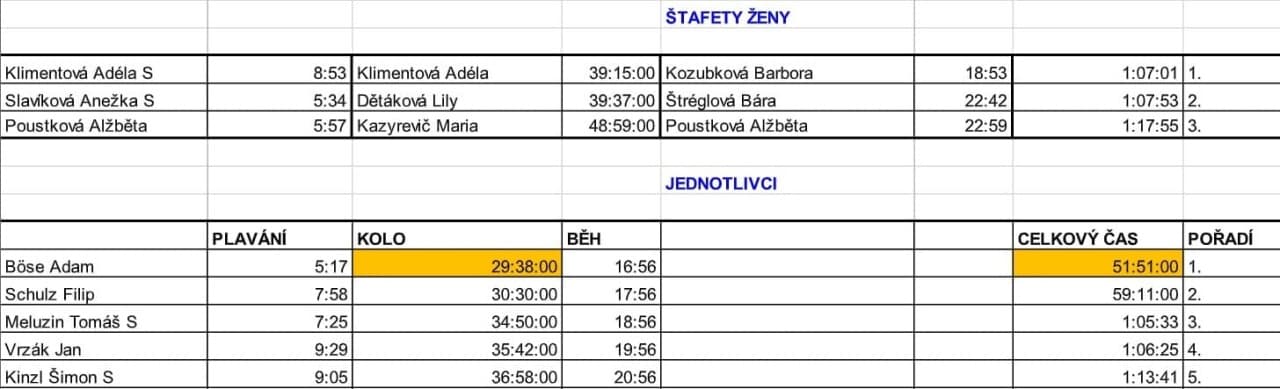 ŠTAFETY ŽENY
Klimentová Adéla S 8:53 Klimentová Adéla 39:15:00 Kozubková Barbora 18:53 1:07:01 1.
Slavíková Anežka S 5:34 Dětáková Lily 39:37:00 Štréglová Bára 22:42 1:07:53 2.
Poustková Alžběta 5:57 Kazyrevič Maria 48:59:00 Poustková Alžběta 22:59 1:17:55 3.
JEDNOTLIVCI
PLAVÁNÍ KOLO BĚH CELKOVÝ ČAS POŘADÍ
Böse Adam 5:17 29:38:00 16:56 51:51:00 1.
Schulz Filip 7:58 30:30:00 17:56 59:11:00 2.
Meluzin Tomáš S 7:25 34:50:00 18:56 1:05:33 3.
Vrzák Jan 9:29 35:42:00 19:56 1:06:25 4.
Kinzl Šimon S 9:05 36:58:00 20:56 1:13:41 5.